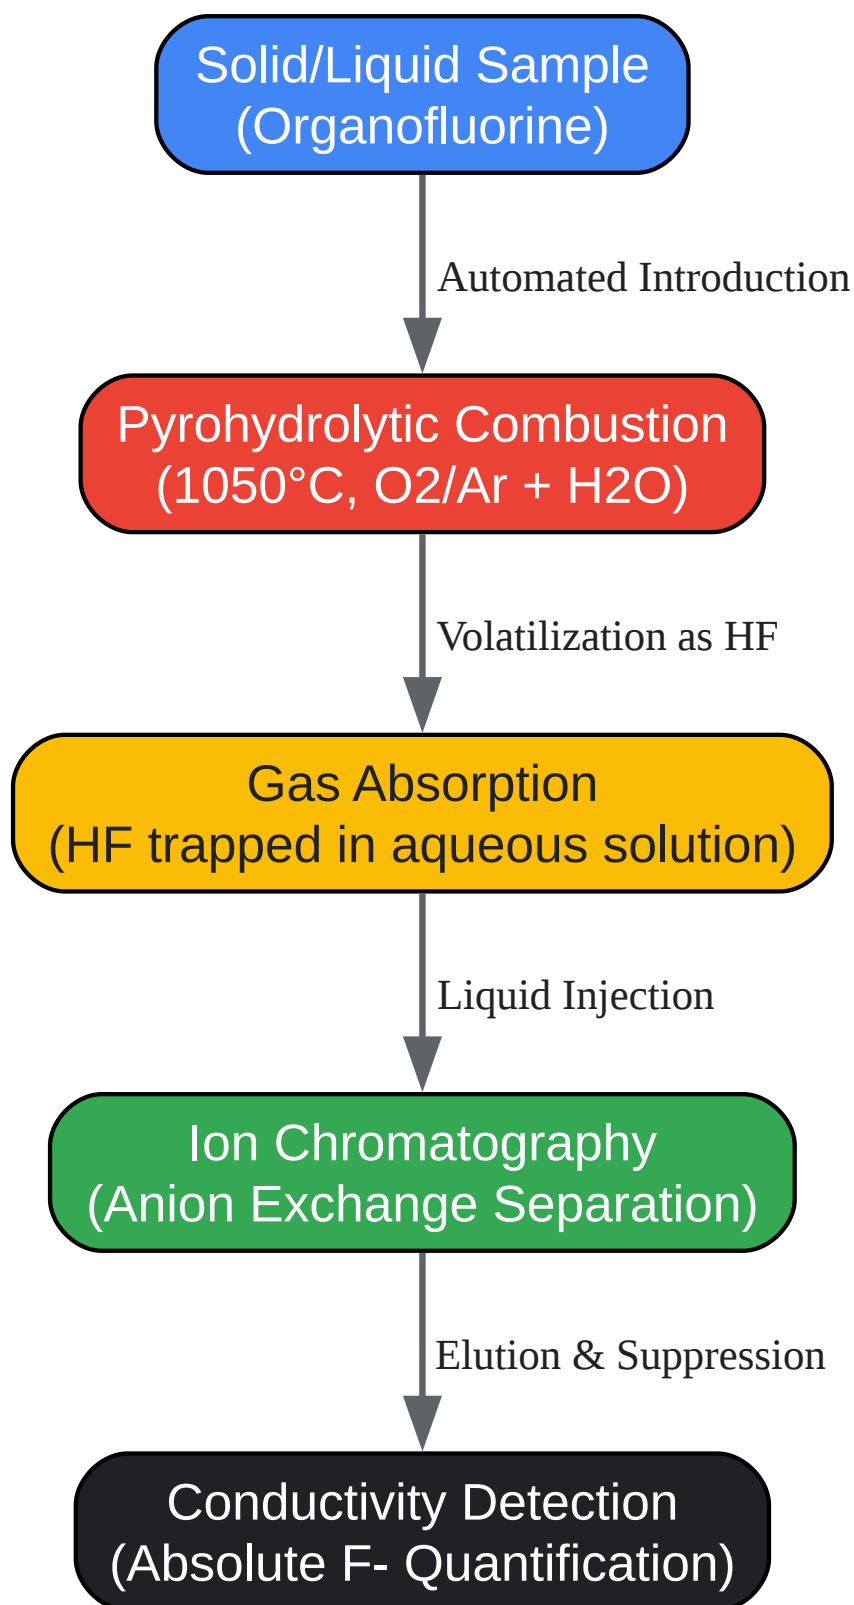 Solid/Liquid Sample
(Organofluorine)
Automated Introduction
Pyrohydrolytic Combustion
(1050°C, O2/Ar + H2O)
Volatilization as HF
Gas Absorption
(HF trapped in aqueous solution)
Liquid Injection
Ion Chromatography
(Anion Exchange Separation)
Elution & Suppression
Conductivity Detection
(Absolute F- Quantification)